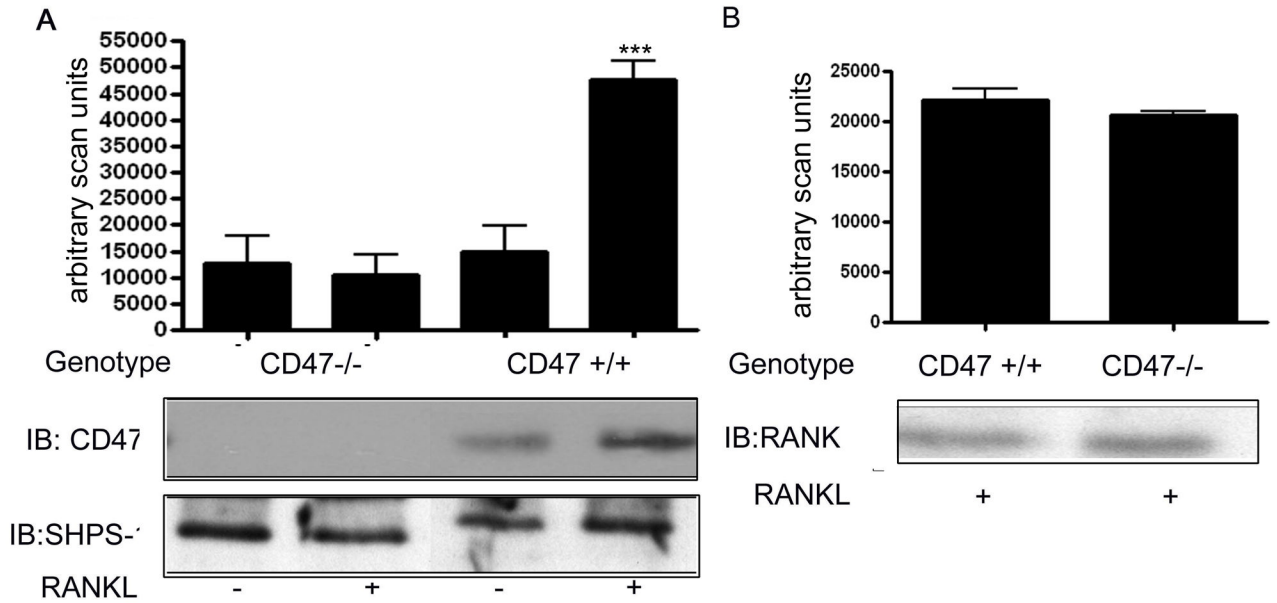 A
arbitrary scan units
55000
50000
45000
40000
35000
30000
25000
20000
15000
10000
5000
0
***
Genotype
CD47-/-
CD47 +/+
IB: CD47
IB:SHPS-
RANKL
- + - +
B
arbitrary scan units
25000
20000
15000
10000
5000
0
Genotype
CD47 +/+
CD47-/-
IB:RANK
RANKL
+ +